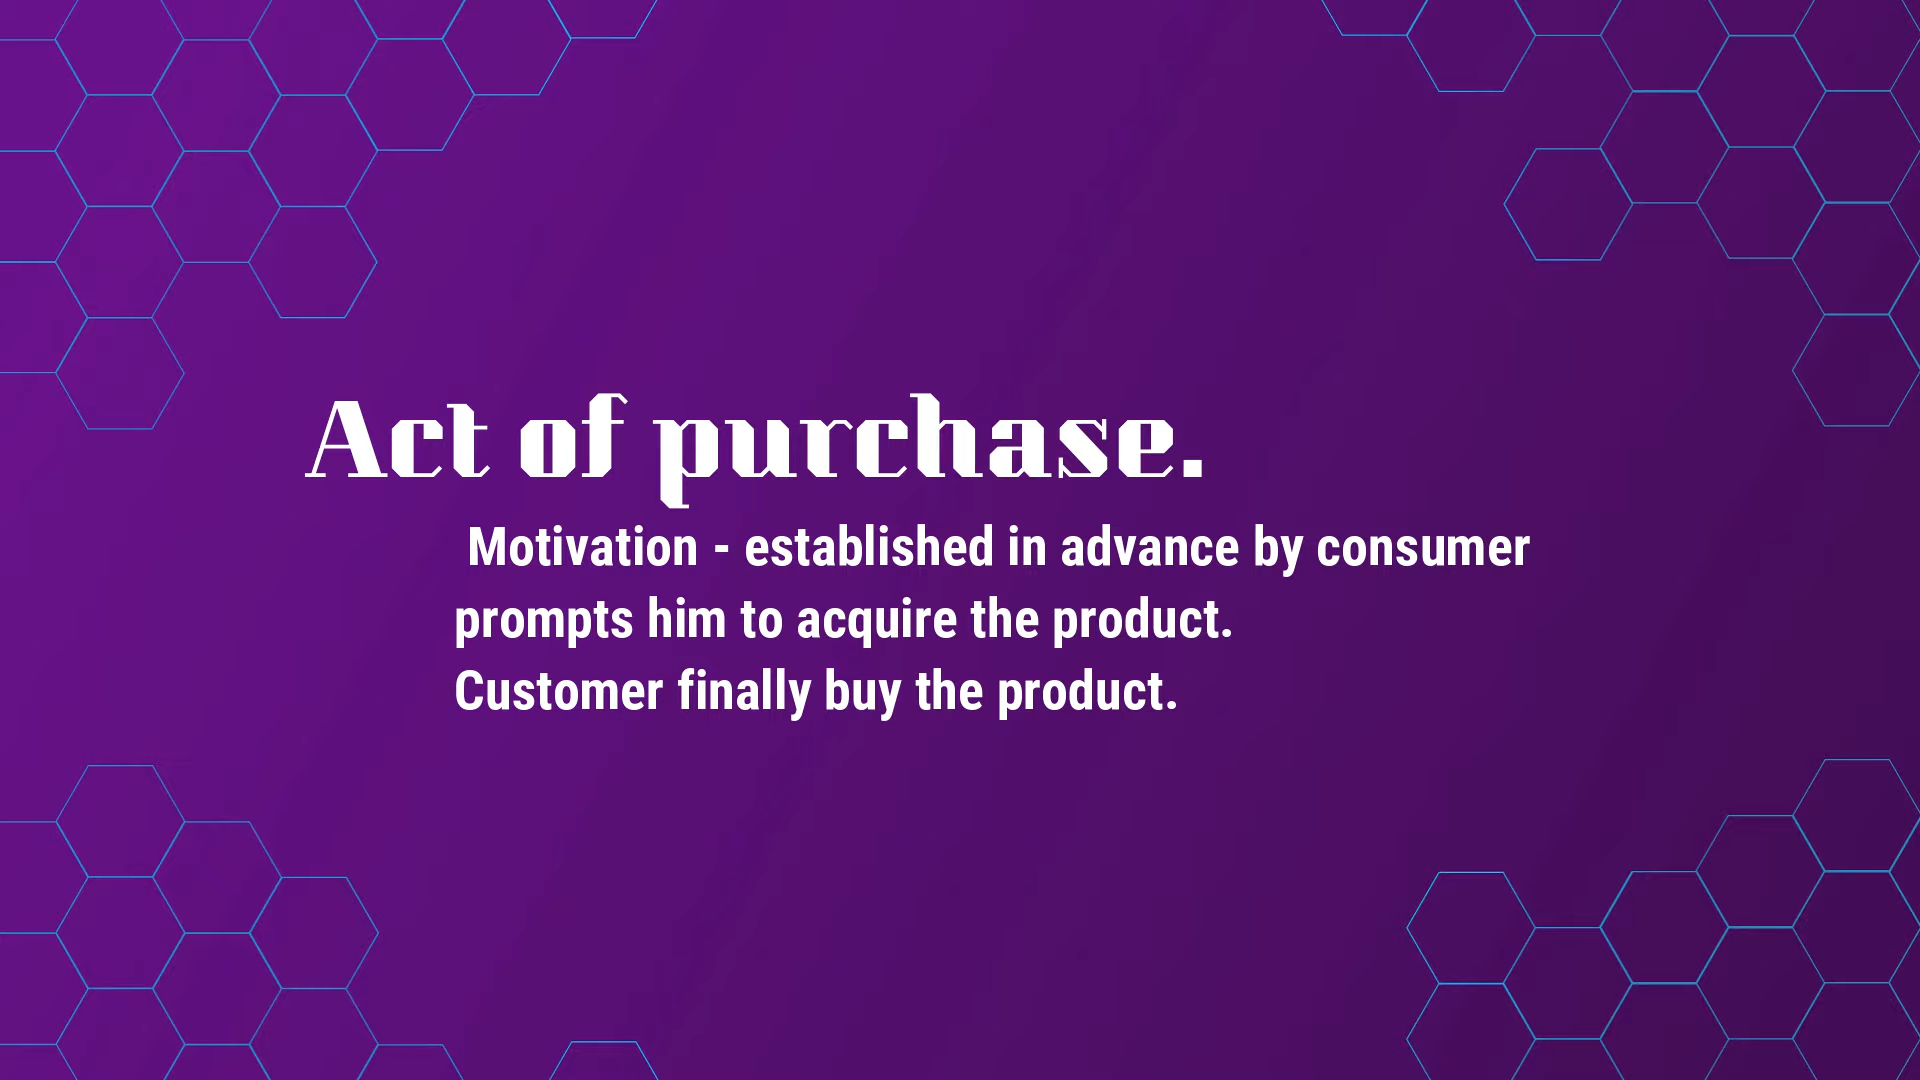 Act of purchase.
Motivation - established in advance by consumer
prompts him to acquire the product.
Customer finally buy the product.